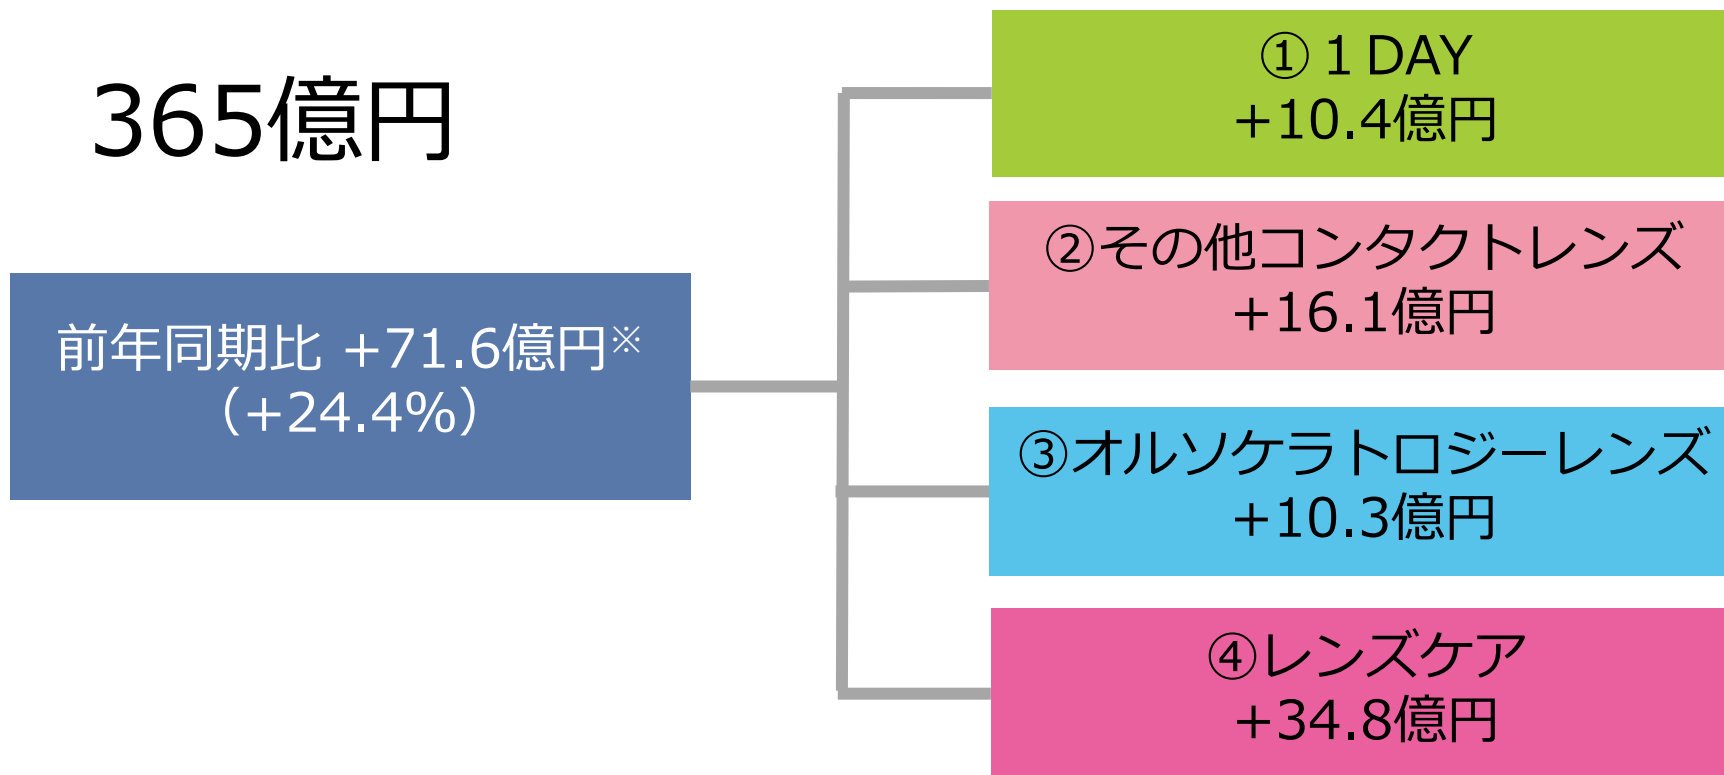 365億円
前年同期比 +71.6億円※
（+24.4%）
①１DAY
+10.4億円
②その他コンタクトレンズ
+16.1億円
③オルソケラトロジーレンズ
+10.3億円
④レンズケア
+34.8億円